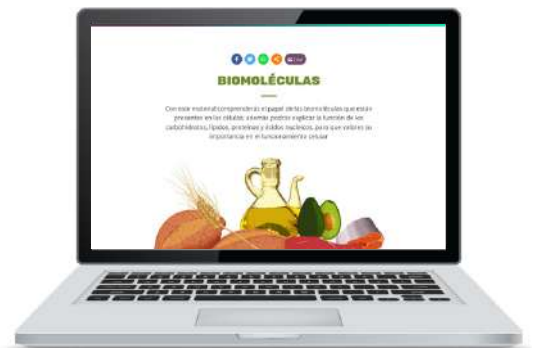 BIOMOLÉCULAS
Con este material comprenderás el papel de las biomoléculas que están
presentes en las células; además podrás explicar la función de los
carbohidratos, lípidos, proteínas y ácidos nucleicos, para que valores su
importancia en el funcionamiento celular